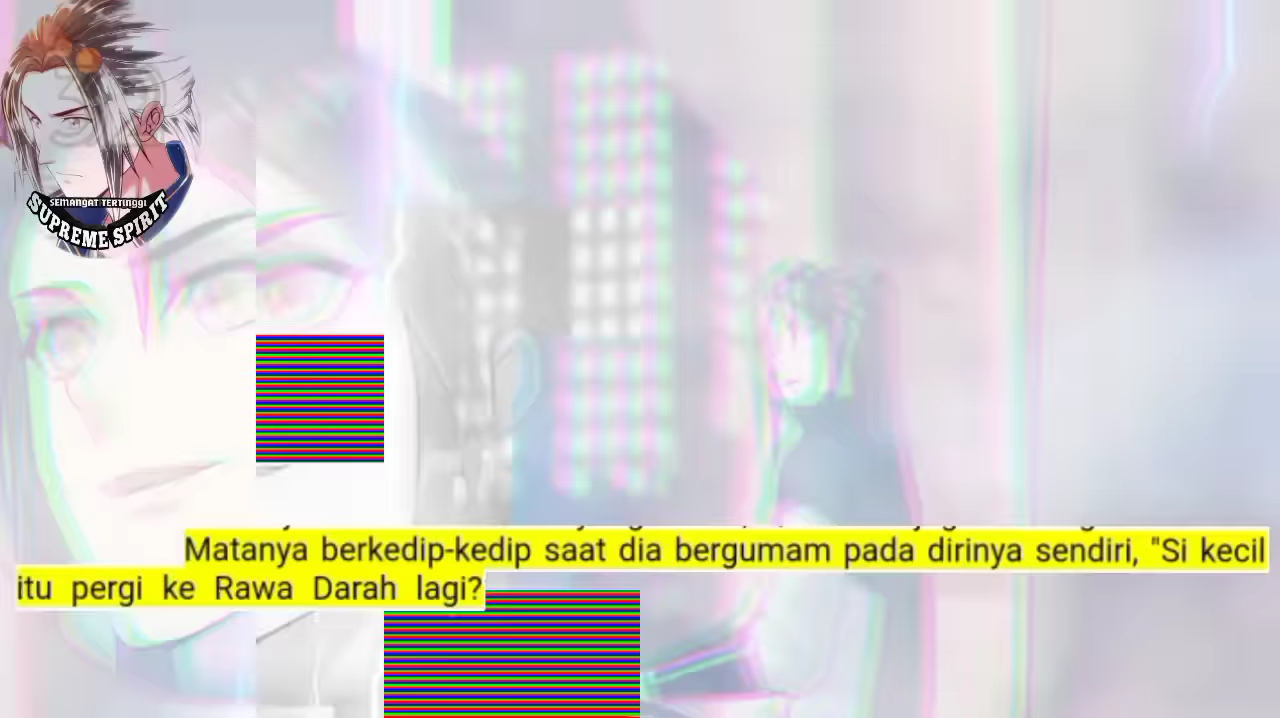 SEMANGAT TERTINGGI
SUPREME SPIRIT
Matanya berkedip-kedip saat dia bergumam pada dirinya sendiri, "Si kecil
itu pergi ke Rawa Darah lagi?